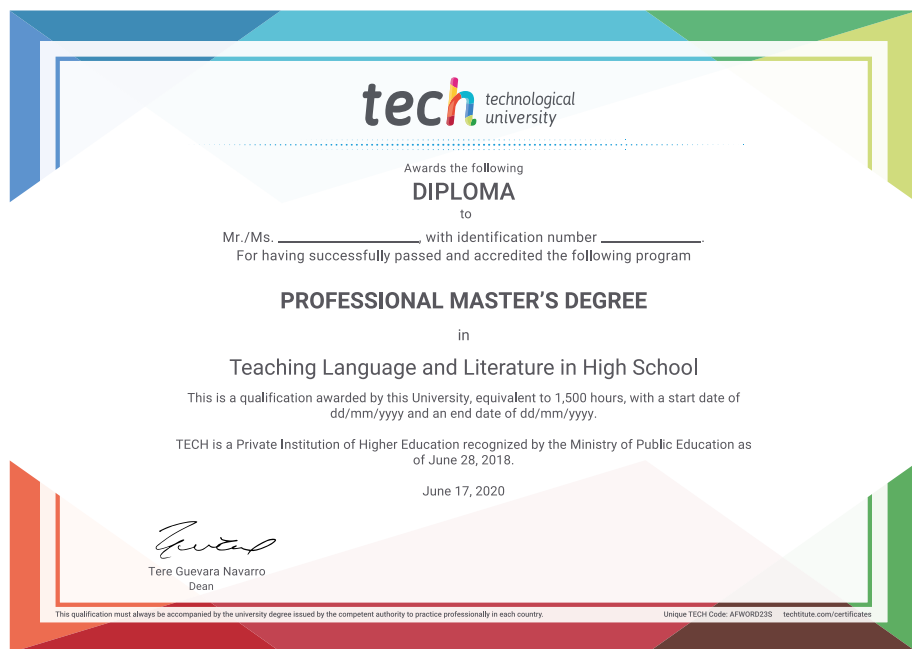 tech technological
university
Awards the following
DIPLOMA
to
Mr./Ms. ____________________, with identification number ______________.
For having successfully passed and accredited the following program
PROFESSIONAL MASTER'S DEGREE
in
Teaching Language and Literature in High School
This is a qualification awarded by this University, equivalent to 1,500 hours, with a start date of
dd/mm/yyyy and an end date of dd/mm/yyyy.
TECH is a Private Institution of Higher Education recognized by the Ministry of Public Education as
of June 28, 2018.
June 17, 2020
Tere Guevara Navarro
Dean
This qualification must always be accompanied by the university degree issued by the competent authority to practice professionally in each country.
Unique TECH Code: AFWORD23S techtitute.com/certificates